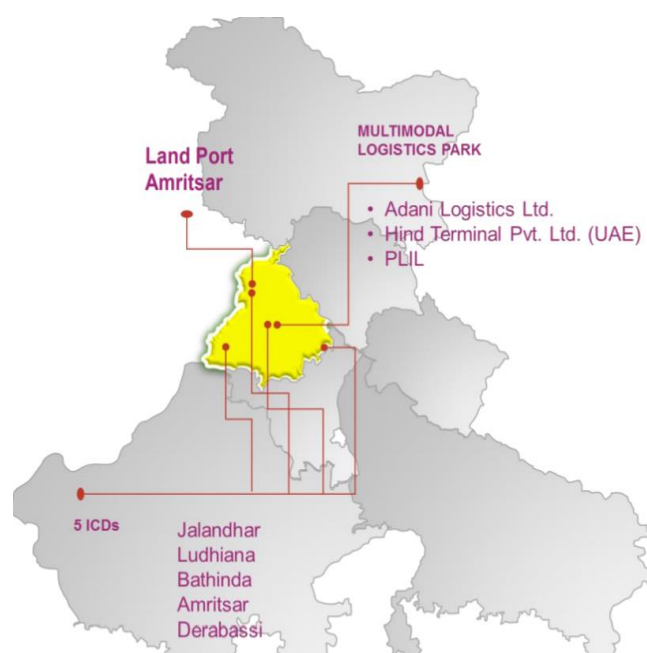 Land Port
Amritsar
MULTIMODAL
LOGISTICS PARK
• Adani Logistics Ltd.
• Hind Terminal Pvt. Ltd. (UAE)
• PLIL
5 ICDs
Jalandhar
Ludhiana
Bathinda
Amritsar
Derabassi